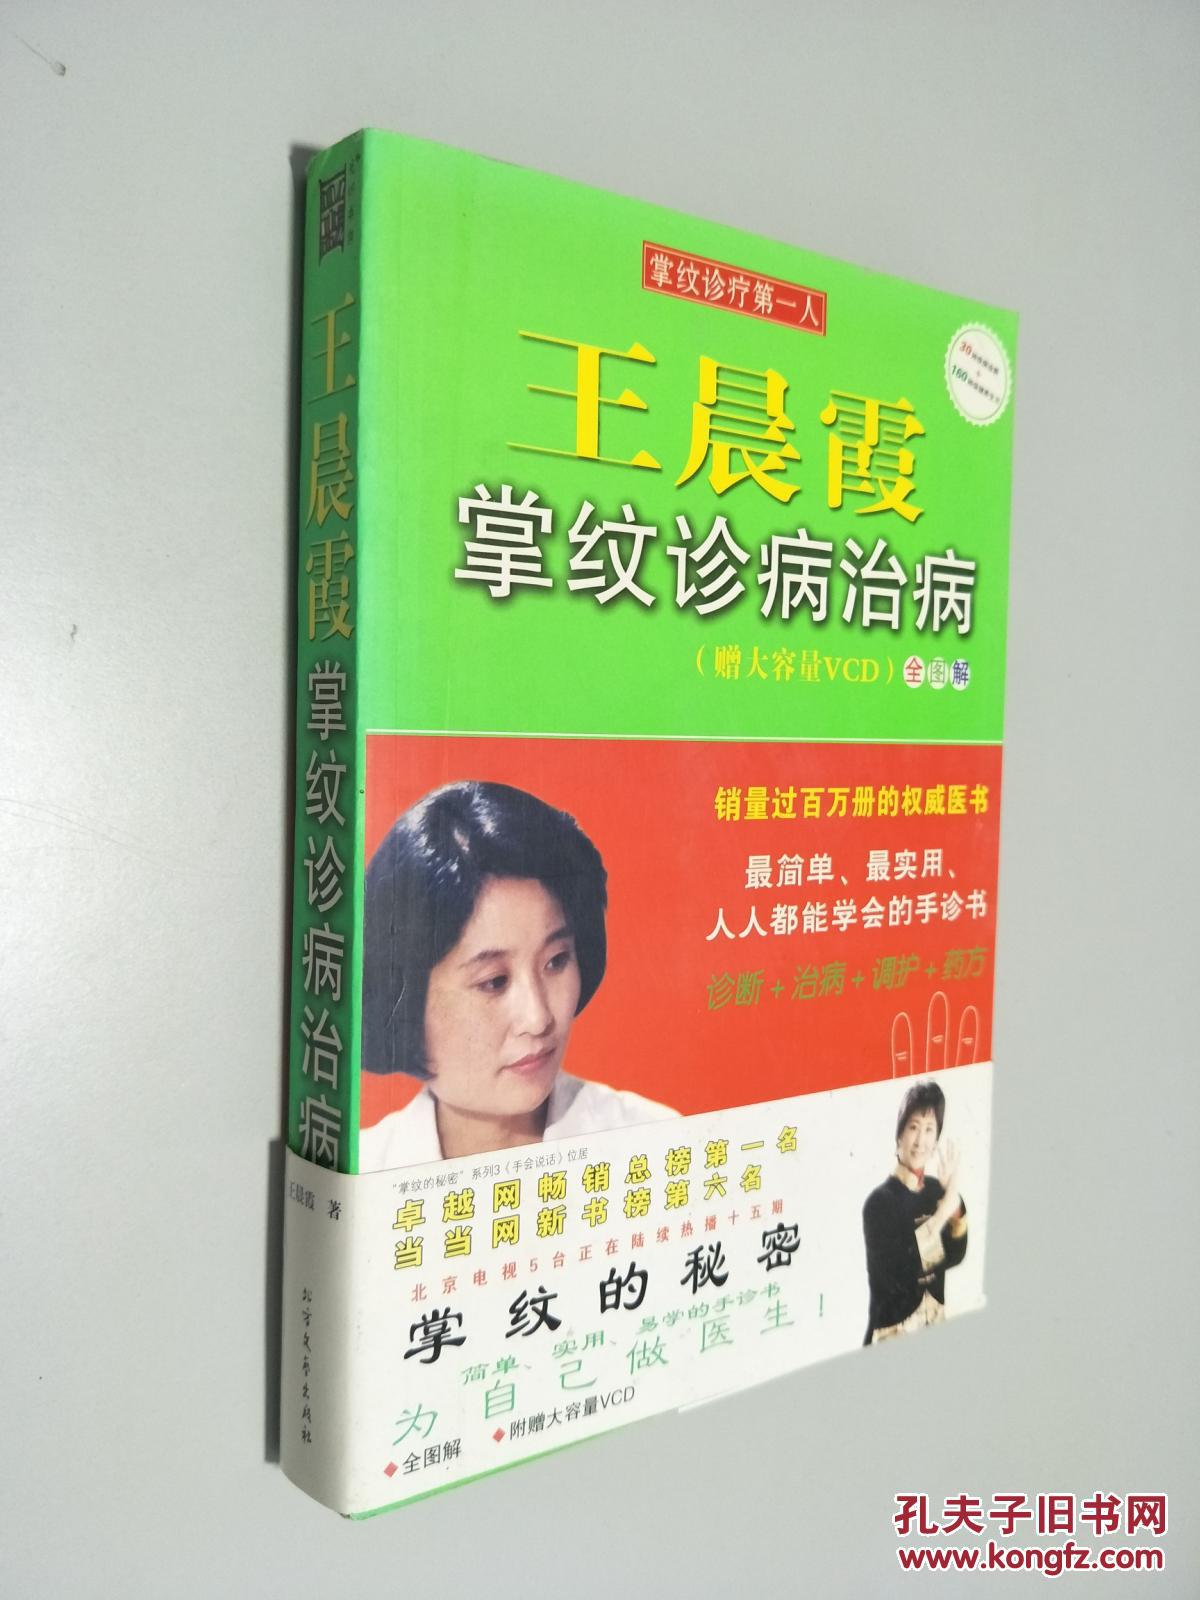 王晨霞掌纹诊病治病
王晨霞 著
北方文艺出版社
掌纹诊疗第一人
王晨霞
掌纹诊病治病
（赠大容量VCD）全图解
销量过百万册的权威医书
最简单、最实用、
人人都能学会的手诊书
诊断+治病+调护+药方
“掌纹的秘密”系列3《手会说话》位居
卓越网畅销总榜第一名
当当网新书榜第六名
北京电视5台正在陆续热播十五期
掌纹的秘密
简单、实用、易学的手诊书
为自己做医生！
◆全图解 ◆附赠大容量VCD
孔夫子旧书网
www.kongfz.com